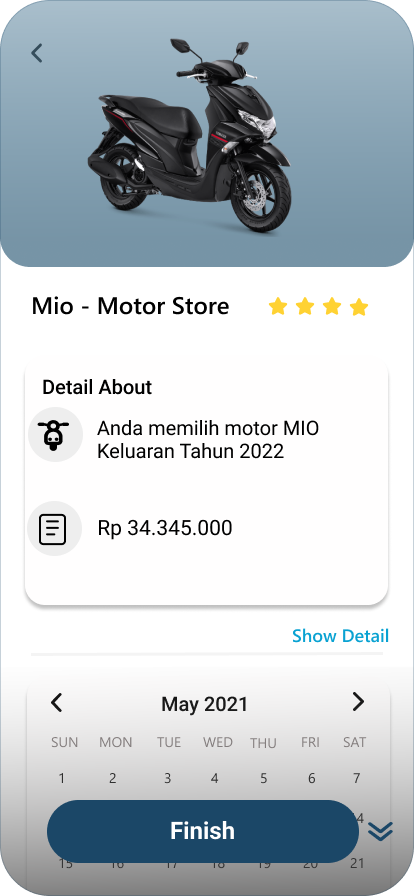 Mio - Motor Store
Detail About
Anda memilih motor MIO
Keluaran Tahun 2022
Rp 34.345.000
Show Detail
May 2021
SUN MON TUE WED THU FRI SAT
1 2 3 4 5 6 7
Finish
15 16 17 18 19 20 21